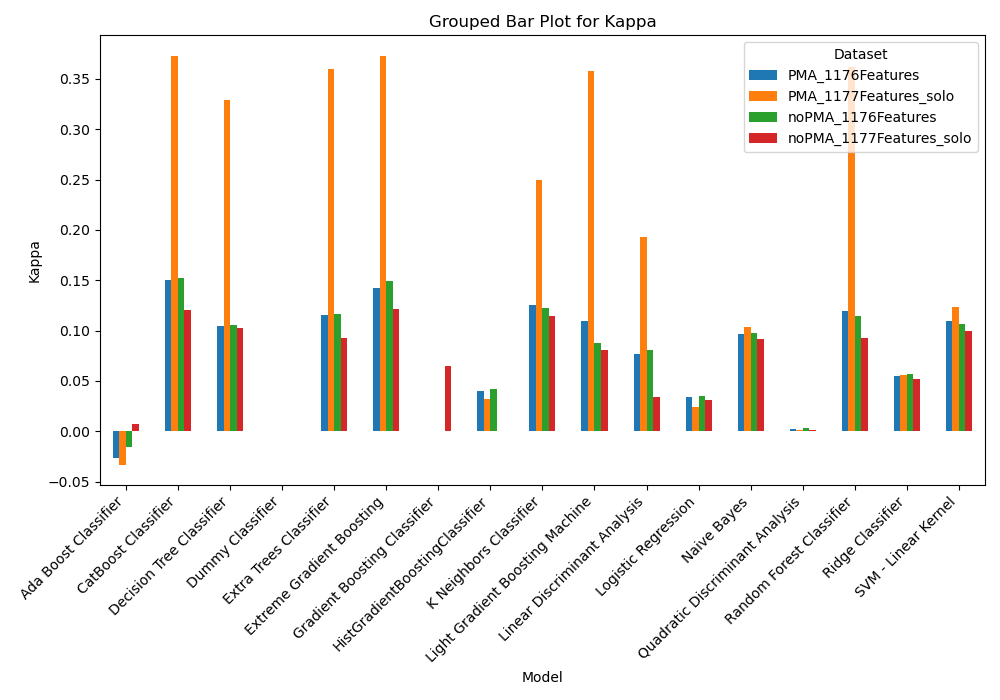 Grouped Bar Plot for Kappa
Dataset
PMA_1176Features
PMA_1177Features_solo
noPMA_1176Features
noPMA_1177Features_solo
Kappa
0.35
0.30
0.25
0.20
0.15
0.10
0.05
0.00
−0.05
Ada Boost Classifier
CatBoost Classifier
Decision Tree Classifier
Dummy Classifier
Extra Trees Classifier
Extreme Gradient Boosting
Gradient Boosting Classifier
HistGradientBoostingClassifier
K Neighbors Classifier
Light Gradient Boosting Machine
Linear Discriminant Analysis
Logistic Regression
Naive Bayes
Quadratic Discriminant Analysis
Random Forest Classifier
Ridge Classifier
SVM - Linear Kernel
Model